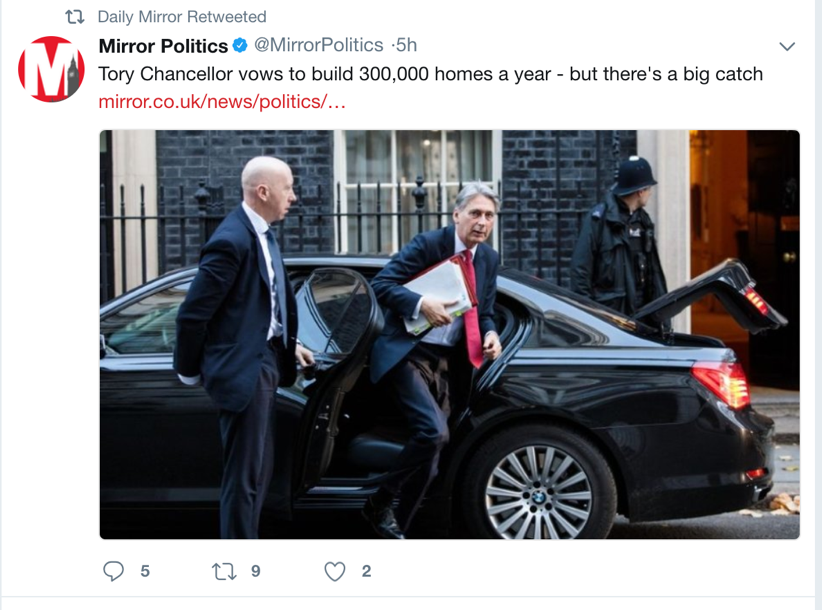 Daily Mirror Retweeted
Mirror Politics @MirrorPolitics ·5h
Tory Chancellor vows to build 300,000 homes a year - but there's a big catch
mirror.co.uk/news/politics/…
5 9 2